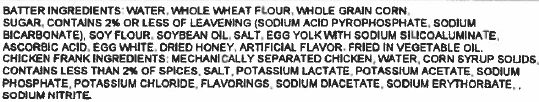 BATTER INGREDIENTS: WATER, WHOLE WHEAT FLOUR, WHOLE GRAIN CORN,
SUGAR, CONTAINS 2% OR LESS OF LEAVENING (SODIUM ACID PYROPHOSPHATE, SODIUM
BICARBONATE), SOY FLOUR, SOYBEAN OIL, SALT, EGG YOLK WITH SODIUM SILICOALUMINATE,
ASCORBIC ACID, EGG WHITE, DRIED HONEY, ARTIFICIAL FLAVOR. FRIED IN VEGETABLE OIL.
CHICKEN FRANK INGREDIENTS: MECHANICALLY SEPARATED CHICKEN, WATER, CORN SYRUP SOLIDS,
CONTAINS LESS THAN 2% OF SPICES, SALT, POTASSIUM LACTATE, POTASSIUM ACETATE, SODIUM
PHOSPHATE, POTASSIUM CHLORIDE, FLAVORINGS, SODIUM DIACETATE, SODIUM ERYTHORBATE, ,
SODIUM NITRITE.